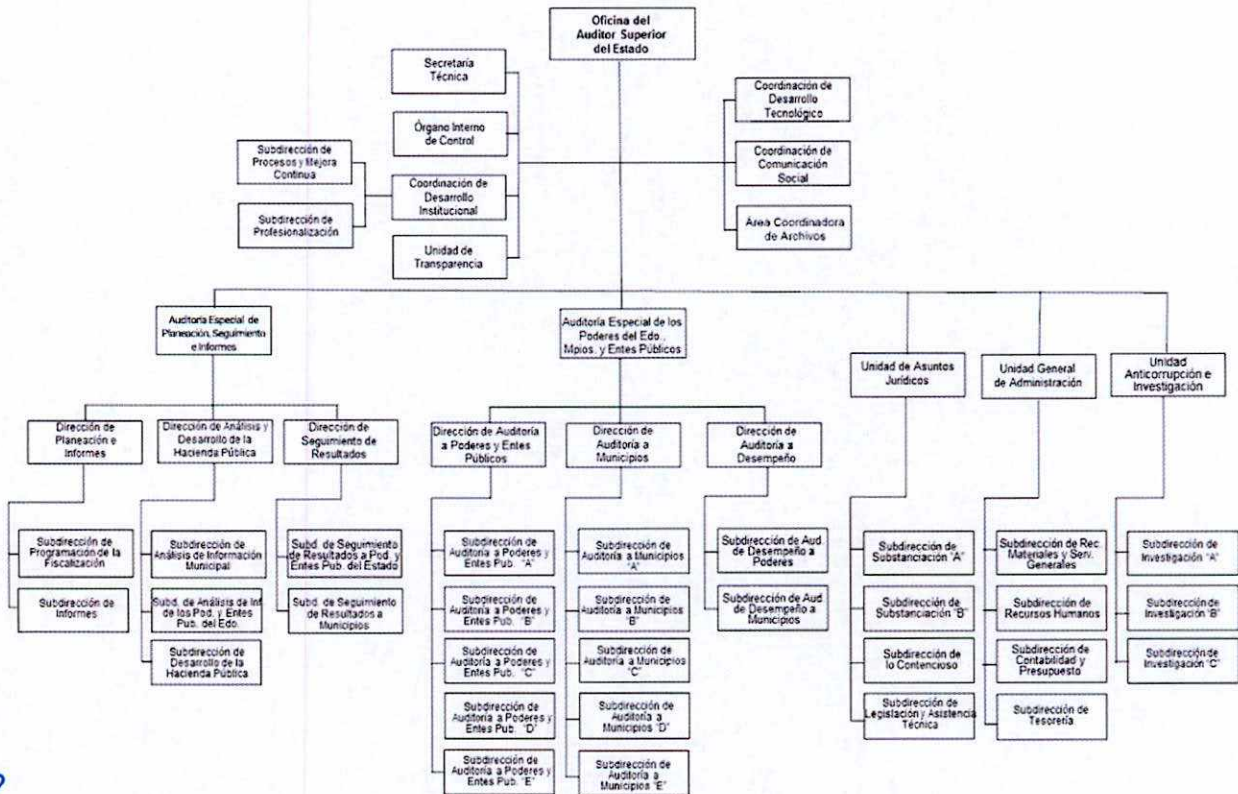 Oficina del
Auditor Superior
del Estado
Secretaría
Técnica
Órgano Interno
de Control
Coordinación de
Desarrollo
Institucional
Unidad de
Transparencia
Subdirección de
Procesos y Mejora
Continua
Subdirección de
Profesionalización
Coordinación de
Desarrollo
Tecnológico
Coordinación de
Comunicación
Social
Área Coordinadora
de Archivos
Auditoría Especial de
Planeación, Seguimiento
e Informes
Auditoría Especial de los
Poderes del Edo.,
Mpios. y Entes Públicos
Unidad de Asuntos
Jurídicos
Unidad General
de Administración
Unidad
Anticorrupción e
Investigación
Dirección de
Planeación e
Informes
Dirección de Análisis y
Desarrollo de la
Hacienda Pública
Dirección de
Seguimiento de
Resultados
Dirección de Auditoría
a Poderes y Entes
Públicos
Dirección de
Auditoría a
Municipios
Dirección de
Auditoría a
Desempeño
Subdirección de
Programación de la
Fiscalización
Subdirección de
Informes
Subdirección de
Análisis de Información
Municipal
Subd. de Análisis de Inf.
de los Pod. y Entes
Pub. del Edo.
Subdirección de
Desarrollo de la
Hacienda Pública
Subd. de Seguimiento
de Resultados a Pod. y
Entes Pub. del Estado
Subd. de Seguimiento
de Resultados a
Municipios
Subdirección de
Auditoría a Poderes y
Entes Pub. "A"
Subdirección de
Auditoría a Poderes y
Entes Pub. "B"
Subdirección de
Auditoría a Poderes y
Entes Pub. "C"
Subdirección de
Auditoría a Poderes y
Entes Pub. "D"
Subdirección de
Auditoría a Poderes y
Entes Pub. "E"
Subdirección de
Auditoría a Municipios
"A"
Subdirección de
Auditoría a Municipios
"B"
Subdirección de
Auditoría a Municipios
"C"
Subdirección de
Auditoría a
Municipios "D"
Subdirección de
Auditoría a
Municipios "E"
Subdirección de Aud.
de Desempeño a
Poderes
Subdirección de Aud.
de Desempeño a
Municipios
Subdirección de
Substanciación "A"
Subdirección de
Substanciación "B"
Subdirección de
lo Contencioso
Subdirección de
Legislación y Asistencia
Técnica
Subdirección de Rec.
Materiales y Serv.
Generales
Subdirección de
Recursos Humanos
Subdirección de
Contabilidad y
Presupuesto
Subdirección de
Tesorería
Subdirección de
Investigación "A"
Subdirección de
Investigación "B"
Subdirección de
Investigación "C"